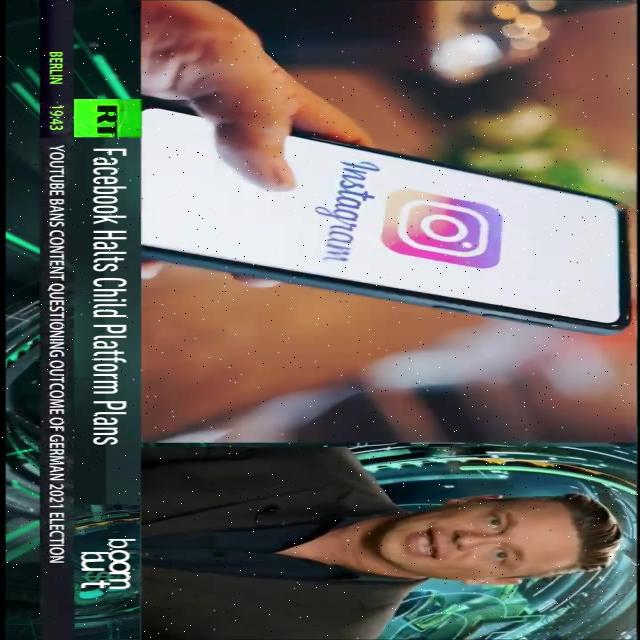 Instagram
RT
Facebook Halts Child Platform Plans
boom
bust
BERLIN 19:43 YOUTUBE BANS CONTENT QUESTIONING OUTCOME OF GERMAN 2021 ELECTION